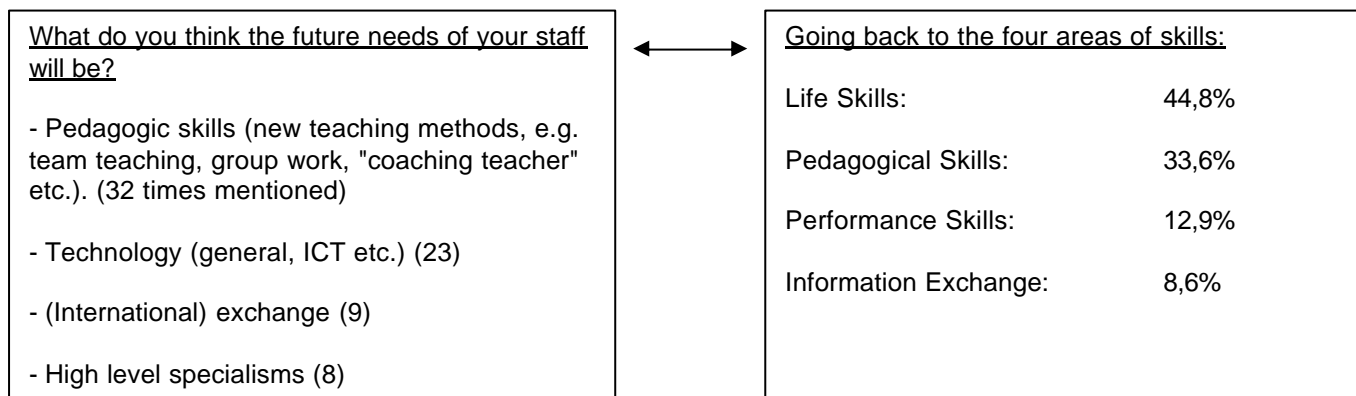 What do you think the future needs of your staff
will be?
- Pedagogic skills (new teaching methods, e.g.
team teaching, group work, "coaching teacher"
etc.). (32 times mentioned)
- Technology (general, ICT etc.) (23)
- (International) exchange (9)
- High level specialisms (8)
Going back to the four areas of skills:
Life Skills: 44,8%
Pedagogical Skills: 33,6%
Performance Skills: 12,9%
Information Exchange: 8,6%